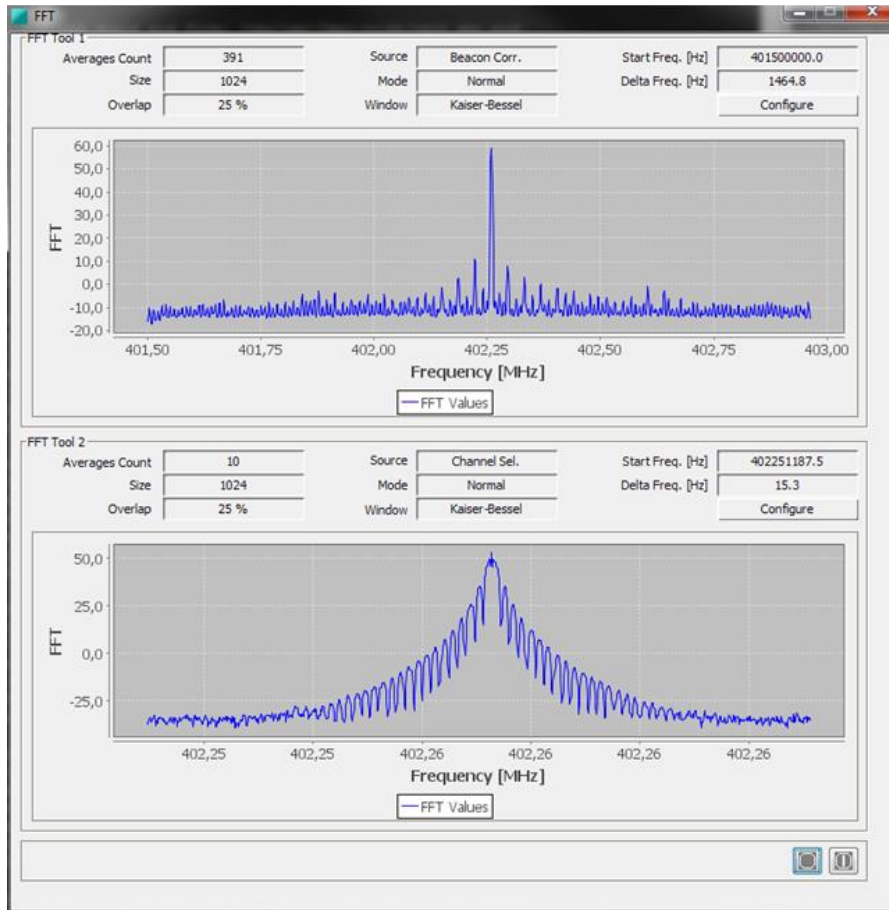 FFT
FFT Tool 1
Averages Count 391 Source Beacon Corr. Start Freq. [Hz] 401500000.0
Size 1024 Mode Normal Delta Freq. [Hz] 1464.8
Overlap 25 % Window Kaiser-Bessel Configure
60,0
50,0
40,0
30,0
20,0
10,0
0,0
-10,0
-20,0
FFT
401,50 401,75 402,00 402,25 402,50 402,75 403,00
Frequency [MHz]
FFT Values
FFT Tool 2
Averages Count 10 Source Channel Sel. Start Freq. [Hz] 402251187.5
Size 1024 Mode Normal Delta Freq. [Hz] 15.3
Overlap 25 % Window Kaiser-Bessel Configure
50,0
25,0
0,0
-25,0
FFT
402,25 402,25 402,26 402,26 402,26 402,26
Frequency [MHz]
FFT Values